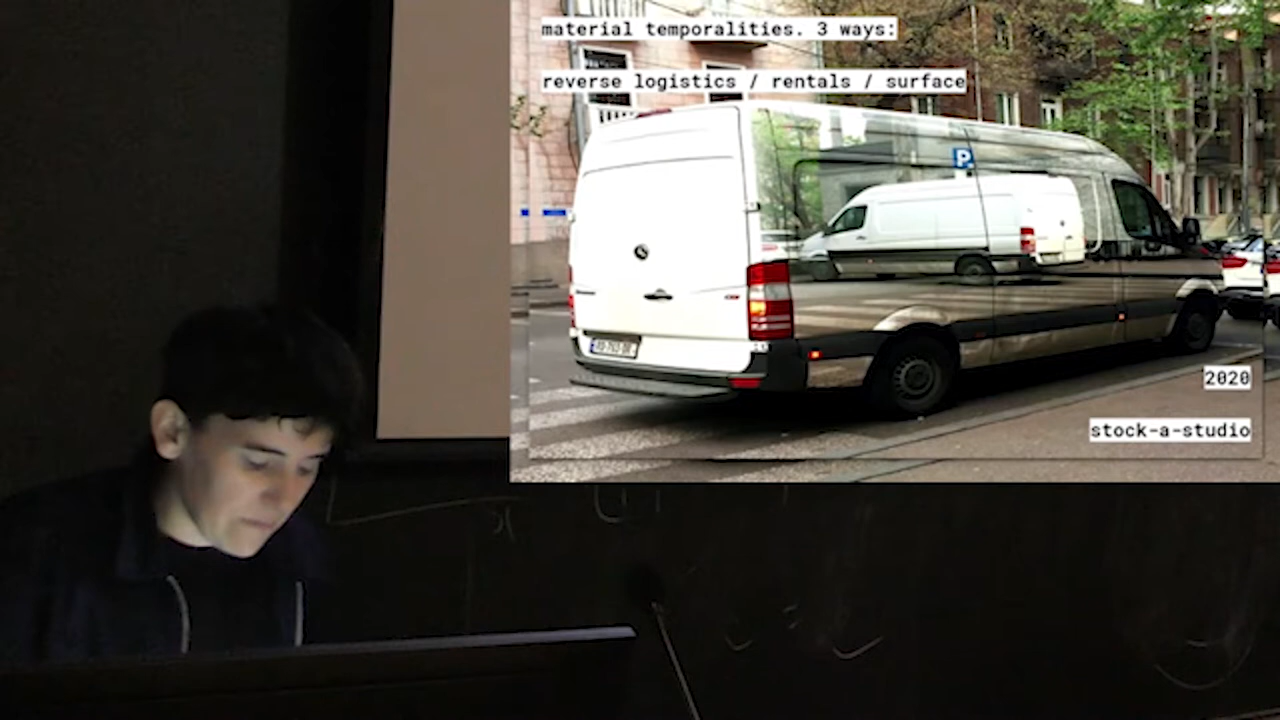 material temporalities. 3 ways:
reverse logistics / rentals / surface
P
2020
stock-a-studio